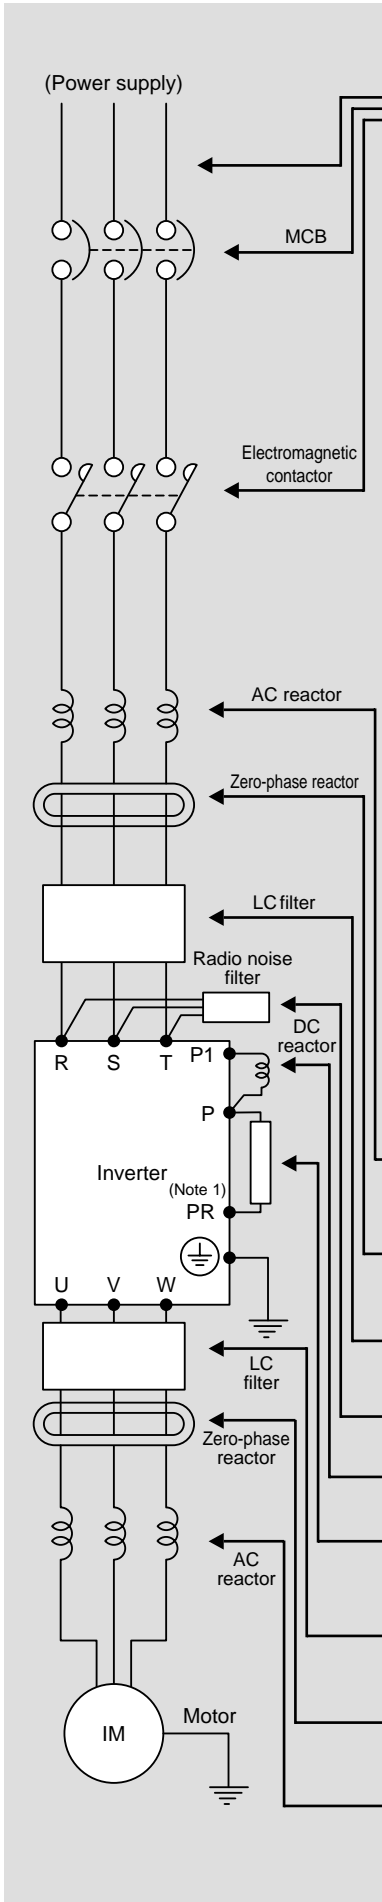 (Power supply)
MCB
Electromagnetic
contactor
AC reactor
Zero-phase reactor
LC filter
Radio noise
filter
DC
reactor
R S T P1
P
Inverter
(Note 1)
PR
U V W
LC
filter
Zero-phase
reactor
AC
reactor
Motor
IM